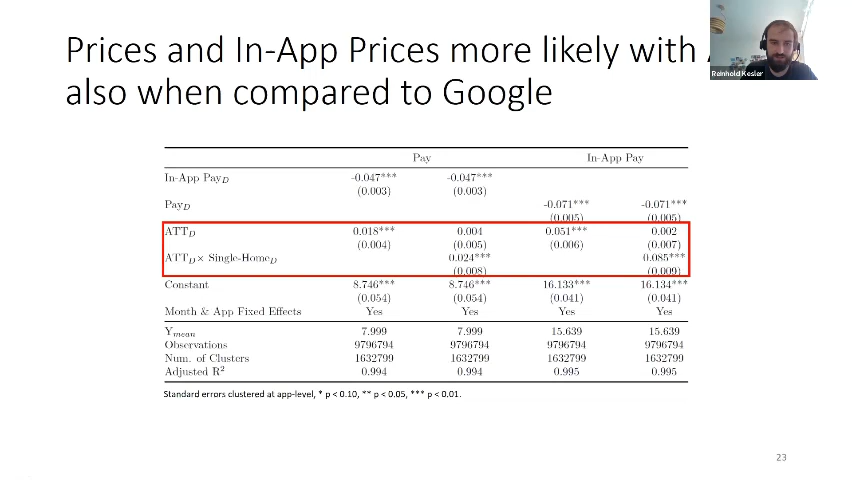 Prices and In-App Prices more likely with
also when compared to Google
Reinhold Kesler
Pay In-App Pay
In-App Pay_D -0.047*** -0.047***
(0.003) (0.003)
Pay_D -0.071*** -0.071***
(0.005) (0.005)
ATT_D 0.018*** 0.004 0.051*** 0.002
(0.004) (0.005) (0.006) (0.007)
ATT_D× Single-Home_D 0.024*** 0.085***
(0.008) (0.009)
Constant 8.746*** 8.746*** 16.133*** 16.134***
(0.054) (0.054) (0.041) (0.041)
Month & App Fixed Effects Yes Yes Yes Yes
Y_mean 7.999 7.999 15.639 15.639
Observations 9796794 9796794 9796794 9796794
Num. of Clusters 1632799 1632799 1632799 1632799
Adjusted R² 0.994 0.994 0.995 0.995
Standard errors clustered at app-level, * p < 0.10, ** p < 0.05, *** p < 0.01.
23